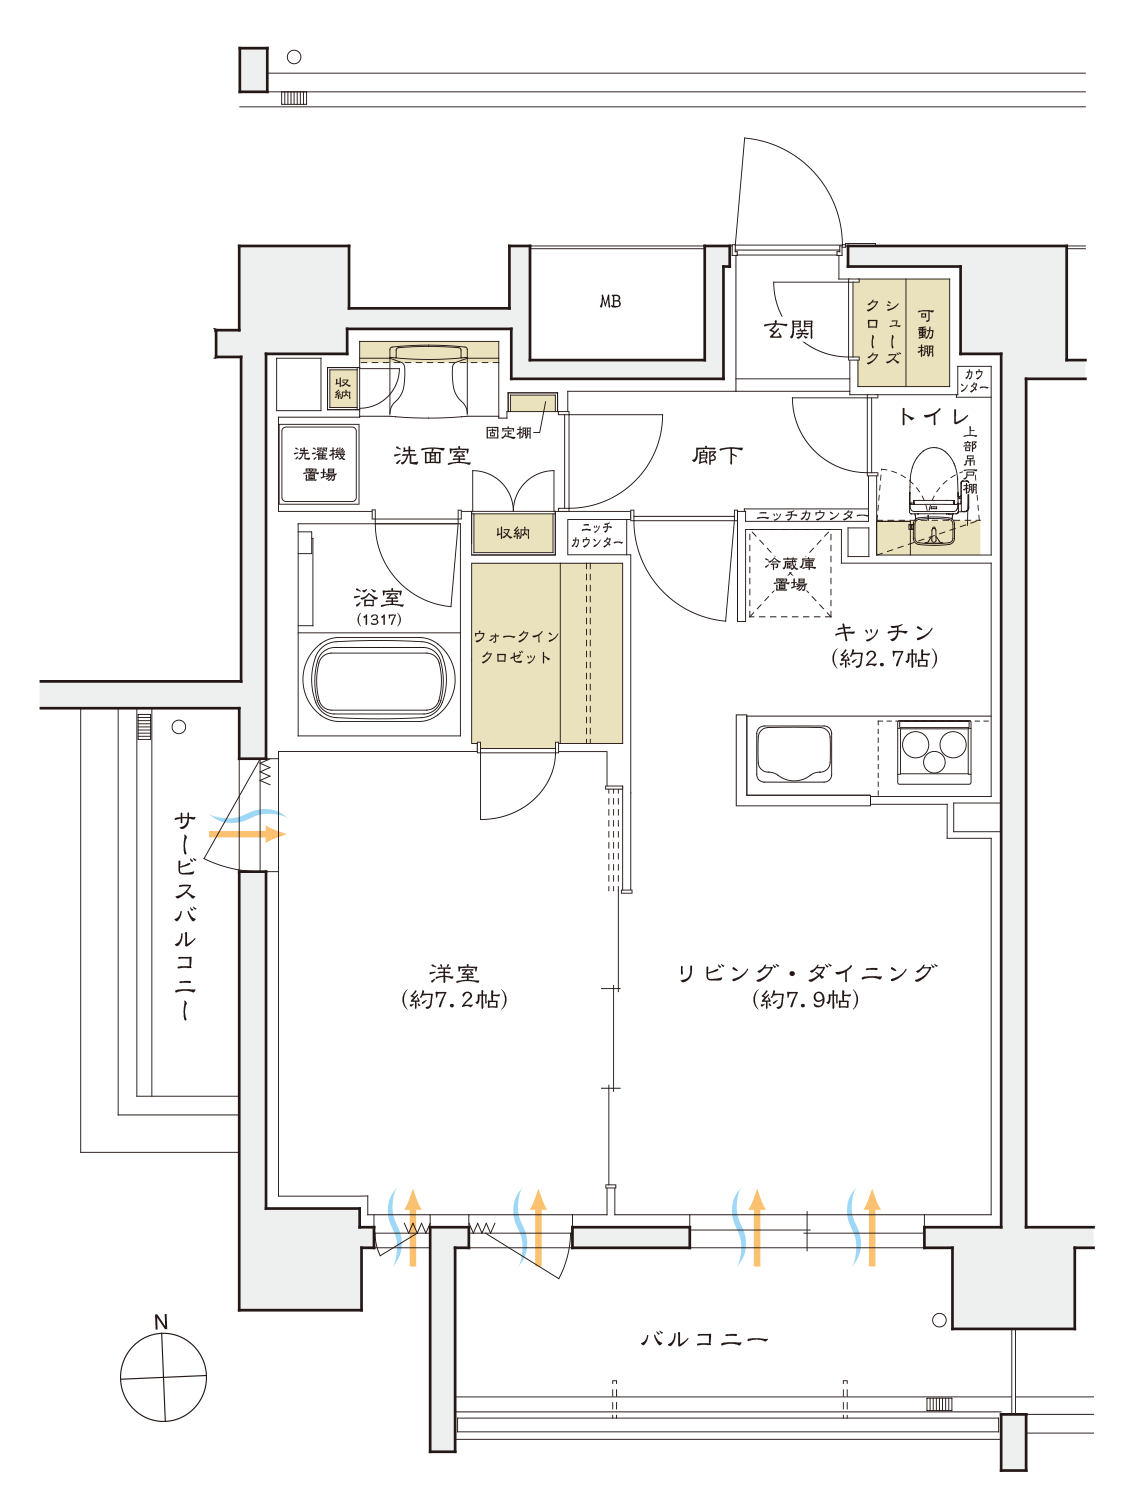 MB
玄関
シューズ
クローク
可動棚
収納
カウ
ンター
トイレ
上部吊戸棚
固定棚
洗濯機
置場
洗面室
廊下
ニッチカウンター
収納
ニッチ
カウンター
冷蔵庫
置場
浴室
(1317)
ウォークイン
クロゼット
キッチン
(約2.7帖)
サービスバルコニー
洋室
(約7.2帖)
リビング・ダイニング
(約7.9帖)
バルコニー
N